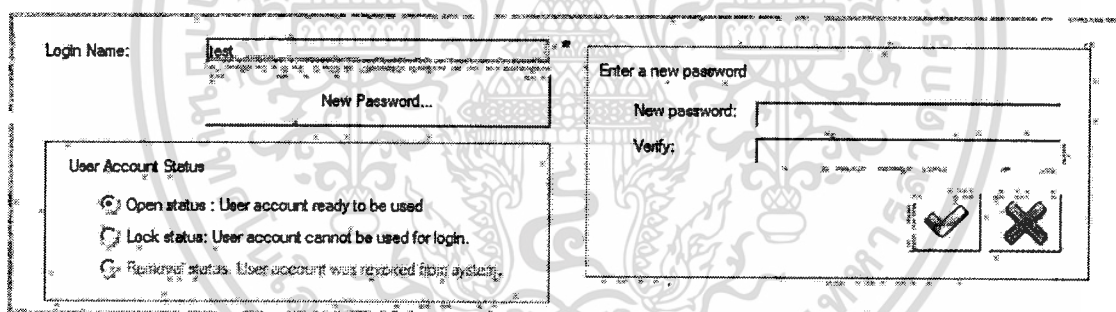 Login Name:
test
*
New Password...
User Account Status
Open status : User account ready to be used
Lock status: User account cannot be used for login.
Removal status: User account was revoked from system.
Enter a new password
New password:
Verify: